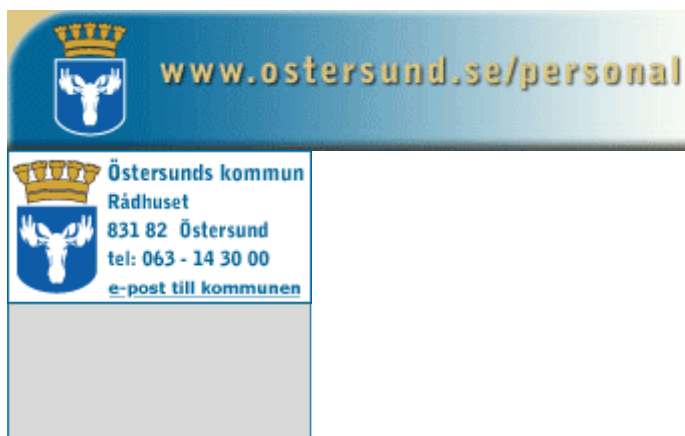 www.ostersund.se/personal
Östersunds kommun
Rådhuset
831 82 Östersund
tel: 063 - 14 30 00
e-post till kommunen